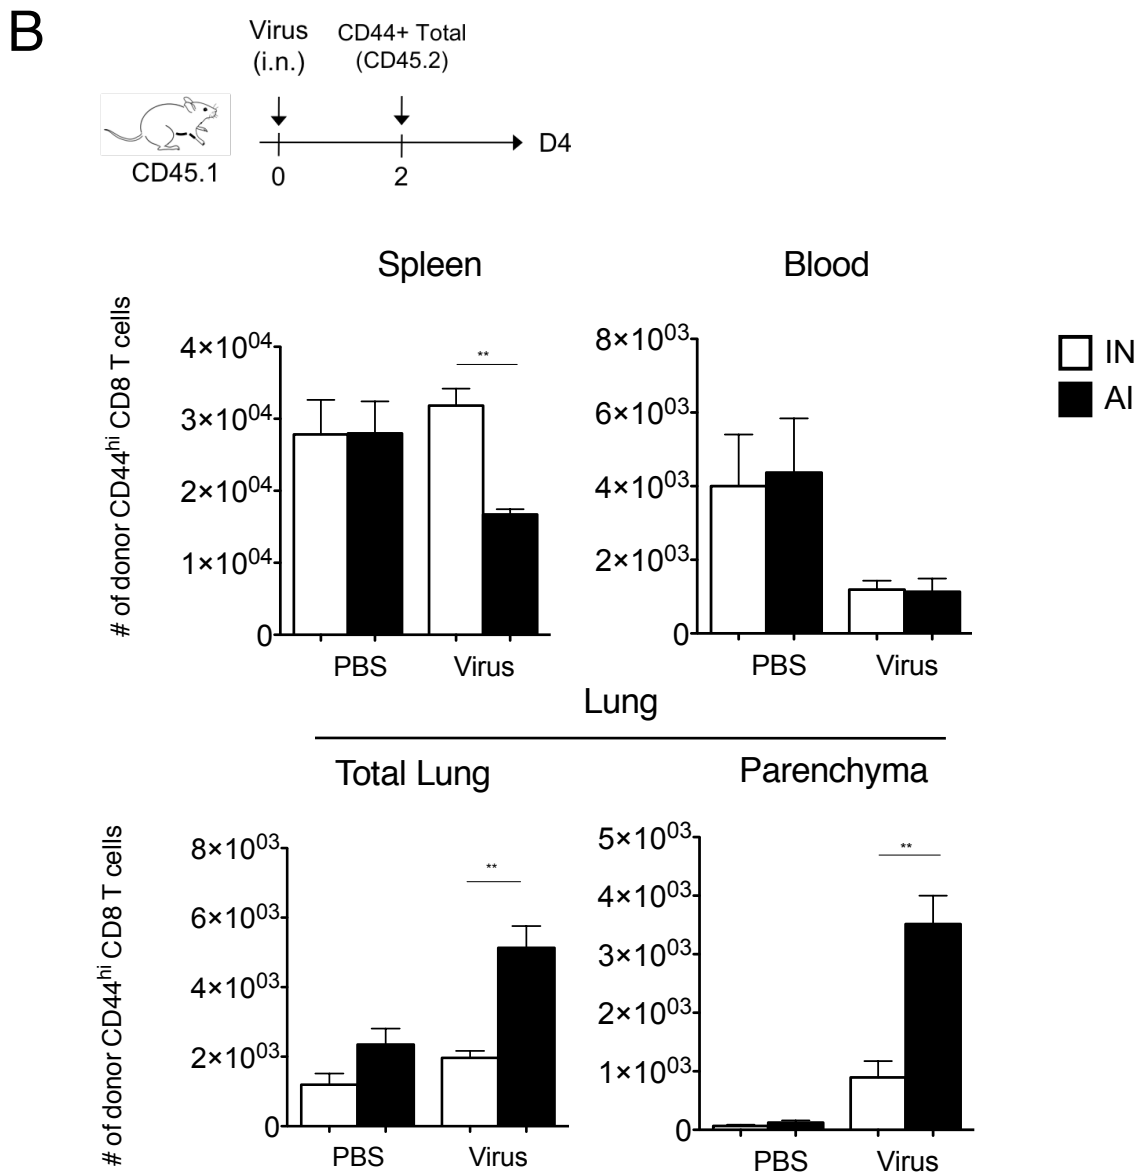 B
Virus
(i.n.)
CD44+ Total
(CD45.2)
CD45.1
0
2
D4
Spleen
# of donor CD44hi CD8 T cells
4×1004
3×1004
2×1004
1×1004
0
**
PBS
Virus
Blood
8×1003
6×1003
4×1003
2×1003
0
PBS
Virus
IN
AI
Lung
Total Lung
# of donor CD44hi CD8 T cells
8×1003
6×1003
4×1003
2×1003
0
**
PBS
Virus
Parenchyma
5×1003
4×1003
3×1003
2×1003
1×1003
0
**
PBS
Virus